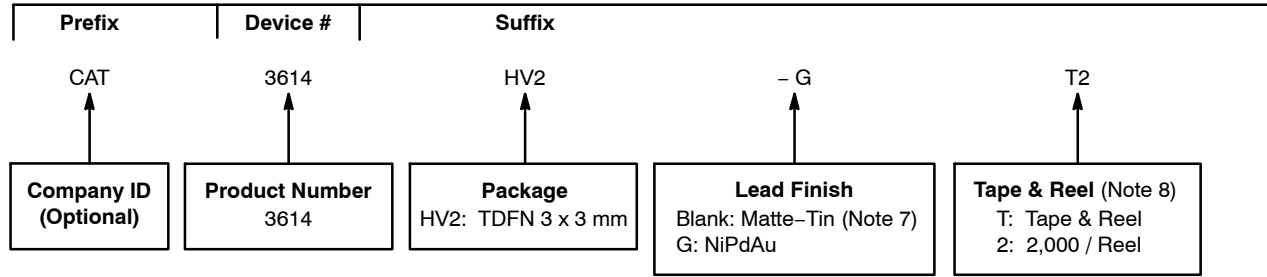 Prefix Device # Suffix
CAT 3614 HV2 – G T2
Company ID
(Optional)
Product Number
3614
Package
HV2: TDFN 3 x 3 mm
Lead Finish
Blank: Matte−Tin (Note 7)
G: NiPdAu
Tape & Reel (Note 8)
T: Tape & Reel
2: 2,000 / Reel